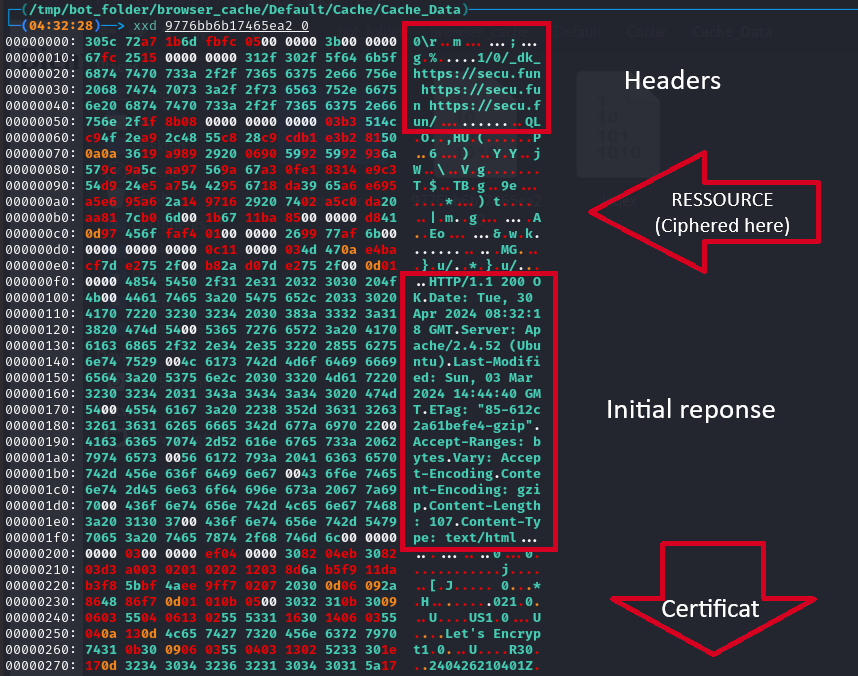 (/tmp/bot_folder/browser_cache/Default/Cache/Cache_Data)
(04:32:28)——> xxd 9776bb6b17465ea2_0
00000000: 305c 72a7 1b6d fbfc 0500 0000 3b00 0000 0\r.m......;...
00000010: 67fc 2515 0000 0000 312f 302f 5f64 6b5f g.%.....1/0/_dk_
00000020: 6874 7470 733a 2f2f 7365 6375 2e66 756e https://secu.fun
00000030: 2068 7474 7073 3a2f 2f73 6563 752e 6675 https://secu.fu
00000040: 6e20 6874 7470 733a 2f2f 7365 6375 2e66 n https://secu.f
00000050: 756e 2f1f 8b08 0000 0000 0000 03b3 514c un/...........QL
00000060: c94f 2ea9 2c48 55c8 28c9 cdb1 e3b2 8150 .O..,HU.(......P
00000070: 0a0a 3619 a989 2920 0690 5992 5992 936a ..6...) ..Y.Y..j
00000080: 579c 9a5c aa97 569a 67a3 0fe1 8314 e9c3 W..\..V.g.......
00000090: 54d9 24e5 a754 4295 6718 da39 65a6 e695 T.$..TB.g..9e...
000000a0: a5e6 95a6 2a14 9716 2920 7402 a5c0 da20 ....*...) t....
000000b0: aa81 7cb0 6d00 1b67 11ba 8500 0000 d841 ..|.m..g.......A
000000c0: 0d97 456f faf4 0100 0000 2699 77af 6b00 ..Eo......&.w.k.
000000d0: 0000 0000 0000 0c11 0000 034d 470a e4ba ...........MG...
000000e0: cf7d e275 2f00 b82a d07d e275 2f00 0d01 .}.u/..*.}.u/...
000000f0: 0000 4854 5450 2f31 2e31 2032 3030 204f ..HTTP/1.1 200 O
00000100: 4b00 4461 7465 3a20 5475 652c 2033 3020 K.Date: Tue, 30
00000110: 4170 7220 3230 3234 2030 383a 3332 3a31 Apr 2024 08:32:1
00000120: 3820 474d 5400 5365 7276 6572 3a20 4170 8 GMT.Server: Ap
00000130: 6163 6865 2f32 2e34 2e35 3220 2855 6275 ache/2.4.52 (Ubu
00000140: 6e74 7529 004c 6173 742d 4d6f 6469 6669 ntu).Last-Modifi
00000150: 6564 3a20 5375 6e2c 2030 3320 4d61 7220 ed: Sun, 03 Mar
00000160: 3230 3234 2031 343a 3434 3a34 3020 474d 2024 14:44:40 GM
00000170: 5400 4554 6167 3a20 2238 352d 3631 3263 T.ETag: "85-612c
00000180: 3261 3631 6265 6665 342d 677a 6970 2200 2a61befe4-gzip".
00000190: 4163 6365 7074 2d52 616e 6765 733a 2062 Accept-Ranges: b
000001a0: 7974 6573 0056 6172 793a 2041 6363 6570 ytes.Vary: Accep
000001b0: 742d 456e 636f 6469 6e67 0043 6f6e 7465 t-Encoding.Conte
000001c0: 6e74 2d45 6e63 6f64 696e 673a 2067 7a69 nt-Encoding: gzi
000001d0: 7000 436f 6e74 656e 742d 4c65 6e67 7468 p.Content-Length
000001e0: 3a20 3130 3700 436f 6e74 656e 742d 5479 : 107.Content-Ty
000001f0: 7065 3a20 7465 7874 2f68 746d 6c00 0000 pe: text/html...
00000200: 0000 0300 0000 ef04 0000 3082 04eb 3082 ..........0...0.
00000210: 03d3 a003 0201 0202 1203 8d6a b5f9 11da ...........j....
00000220: b3f8 5bbf 4aee 9ff7 0207 2030 0d06 092a ..[.J..... 0...*
00000230: 8648 86f7 0d01 010b 0500 3032 310b 3009 .H........021.0.
00000240: 0603 5504 0613 0255 5331 1630 1406 0355 ..U....US1.0...U
00000250: 040a 130d 4c65 7427 7320 456e 6372 7970 ....Let's Encryp
00000260: 7431 0b30 0906 0355 0403 1302 5233 301e t1.0...U....R30.
00000270: 170d 3234 3034 3236 3231 3034 3031 5a17 ..240426210401Z.
Headers
RESSOURCE
(Ciphered here)
Initial reponse
Certificat